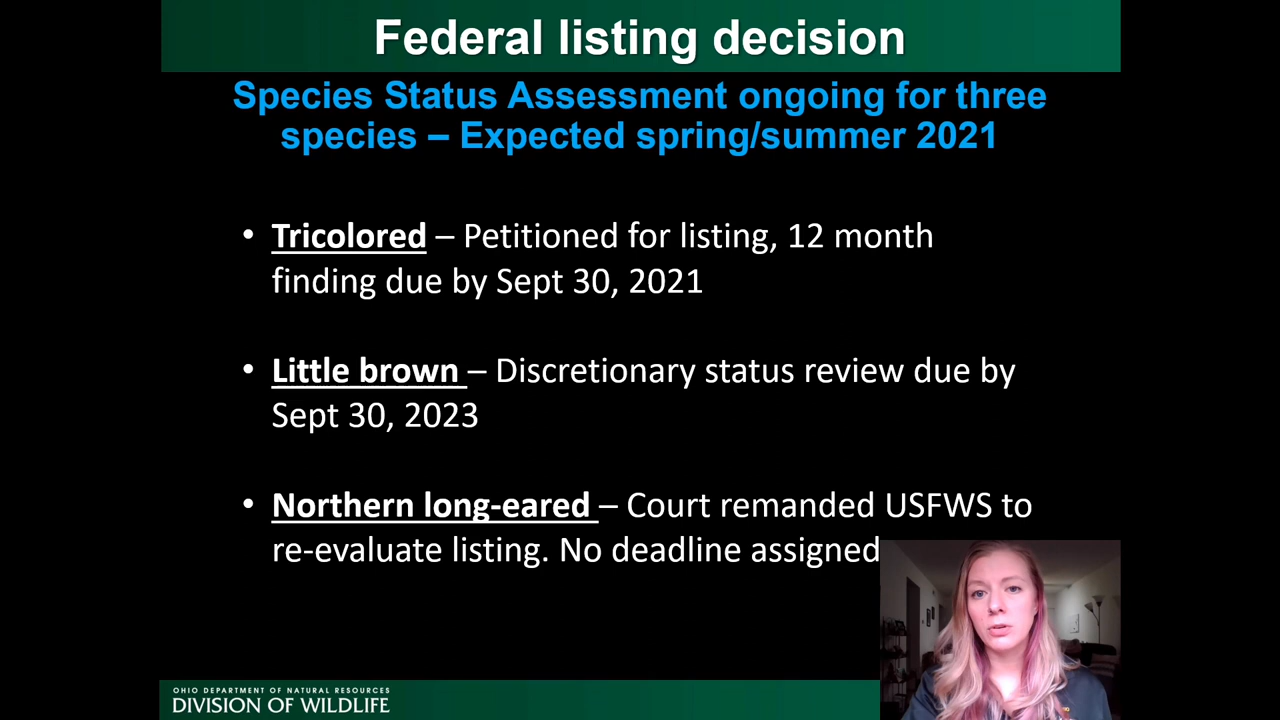 Federal listing decision
Species Status Assessment ongoing for three
species – Expected spring/summer 2021
• Tricolored – Petitioned for listing, 12 month
finding due by Sept 30, 2021
• Little brown – Discretionary status review due by
Sept 30, 2023
• Northern long-eared – Court remanded USFWS to
re-evaluate listing. No deadline assigned
OHIO DEPARTMENT OF NATURAL RESOURCES
DIVISION OF WILDLIFE